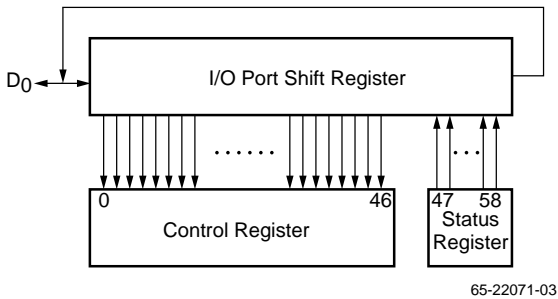 I/O Port Shift Register
D0
......
...
0
46
47
58
Control Register
Status
Register
65-22071-03